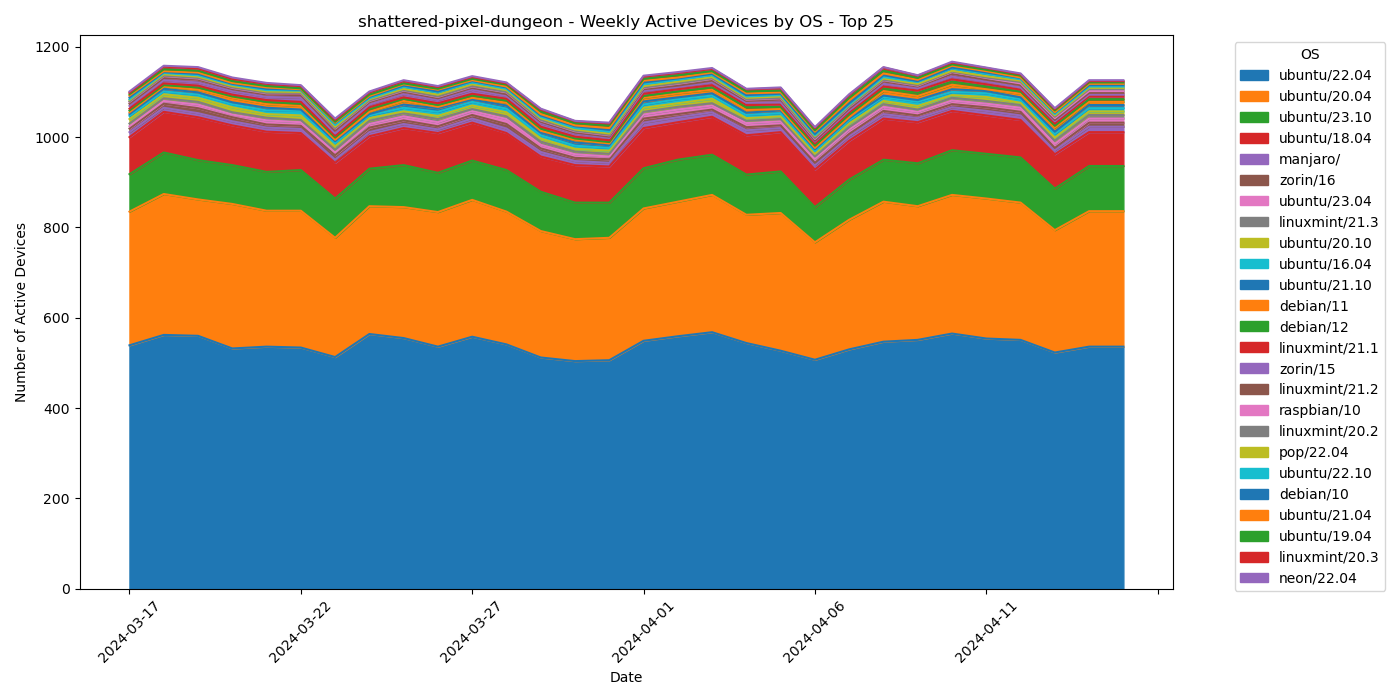 shattered-pixel-dungeon - Weekly Active Devices by OS - Top 25
Number of Active Devices
1200
1000
800
600
400
200
0
2024-03-17
2024-03-22
2024-03-27
2024-04-01
2024-04-06
2024-04-11
Date
OS
ubuntu/22.04
ubuntu/20.04
ubuntu/23.10
ubuntu/18.04
manjaro/
zorin/16
ubuntu/23.04
linuxmint/21.3
ubuntu/20.10
ubuntu/16.04
ubuntu/21.10
debian/11
debian/12
linuxmint/21.1
zorin/15
linuxmint/21.2
raspbian/10
linuxmint/20.2
pop/22.04
ubuntu/22.10
debian/10
ubuntu/21.04
ubuntu/19.04
linuxmint/20.3
neon/22.04